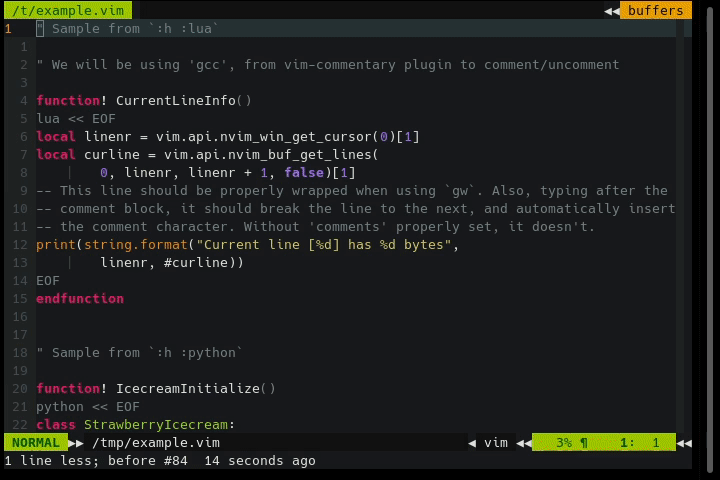 /t/example.vim buffers
1 " Sample from `:h :lua`
1
2 " We will be using 'gcc', from vim-commentary plugin to comment/uncomment
3
4 function! CurrentLineInfo()
5 lua << EOF
6 local linenr = vim.api.nvim_win_get_cursor(0)[1]
7 local curline = vim.api.nvim_buf_get_lines(
8 0, linenr, linenr + 1, false)[1]
9 -- This line should be properly wrapped when using `gw`. Also, typing after the
10 -- comment block, it should break the line to the next, and automatically insert
11 -- the comment character. Without 'comments' properly set, it doesn't.
12 print(string.format("Current line [%d] has %d bytes",
13 linenr, #curline))
14 EOF
15 endfunction
16
17
18 " Sample from `:h :python`
19
20 function! IcecreamInitialize()
21 python << EOF
22 class StrawberryIcecream:
NORMAL /tmp/example.vim vim 3% ¶ 1: 1
1 line less; before #84 14 seconds ago